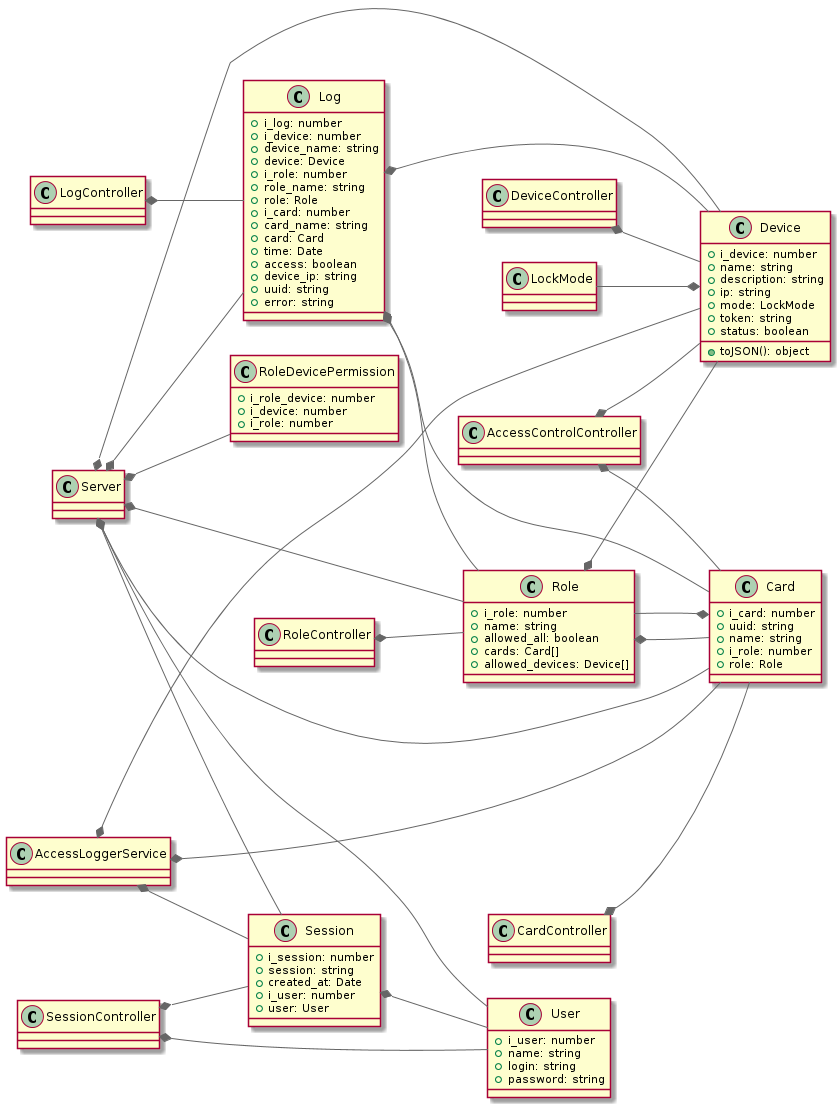 C Log
i_log: number
i_device: number
device_name: string
device: Device
i_role: number
role_name: string
role: Role
i_card: number
card_name: string
card: Card
time: Date
access: boolean
device_ip: string
uuid: string
error: string
C LogController
C DeviceController
C Device
i_device: number
name: string
description: string
ip: string
mode: LockMode
token: string
status: boolean
toJSON(): object
C LockMode
C RoleDevicePermission
i_role_device: number
i_device: number
i_role: number
C AccessControlController
C Server
C Role
i_role: number
name: string
allowed_all: boolean
cards: Card[]
allowed_devices: Device[]
C Card
i_card: number
uuid: string
name: string
i_role: number
role: Role
C RoleController
C AccessLoggerService
C Session
i_session: number
session: string
created_at: Date
i_user: number
user: User
C CardController
C SessionController
C User
i_user: number
name: string
login: string
password: string